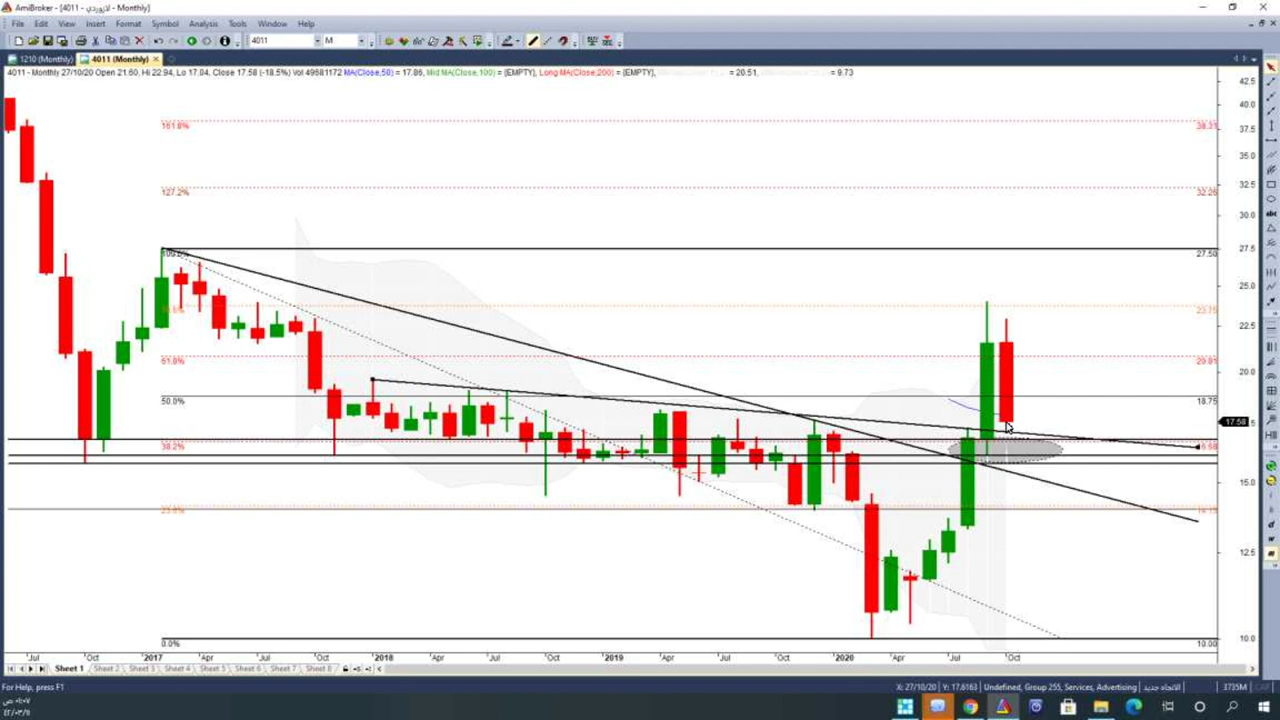 AmiBroker - [4011 - لازوردي - Monthly]
File Edit View Insert Format Symbol Analysis Tools Window Help
4011 M
1210 (Monthly) 4011 (Monthly)
4011 - Monthly 27/10/20 Open 21.60, Hi 22.94, Lo 17.04, Close 17.58 (-18.5%) Vol 49681172 MA(Close,50) = 17.86, Mid MA(Close,100) = {EMPTY}, Long MA(Close,200) = {EMPTY}, = 20.51, = 9.73
42.5
40.0
161.8% 38.31
37.5
35.0
127.2% 32.26
32.5
30.0
100.0% 27.50
27.5
25.0
23.75
22.5
61.8% 20.81
20.0
50.0% 18.75
17.58
38.2%
15.0
23.6%
12.5
10.0
0.0% 10.00
Jul Oct 2017 Apr Jul Oct 2018 Apr Jul Oct 2019 Apr Jul Oct 2020 Apr Jul Oct
Sheet 1 Sheet 2 Sheet 3 Sheet 4 Sheet 5 Sheet 6 Sheet 7 Sheet 8
For Help, press F1 X: 27/10/20 Y: 17.6163 Undefined, Group 255, Services, Advertising الاتجاه جديد 3735M CAP